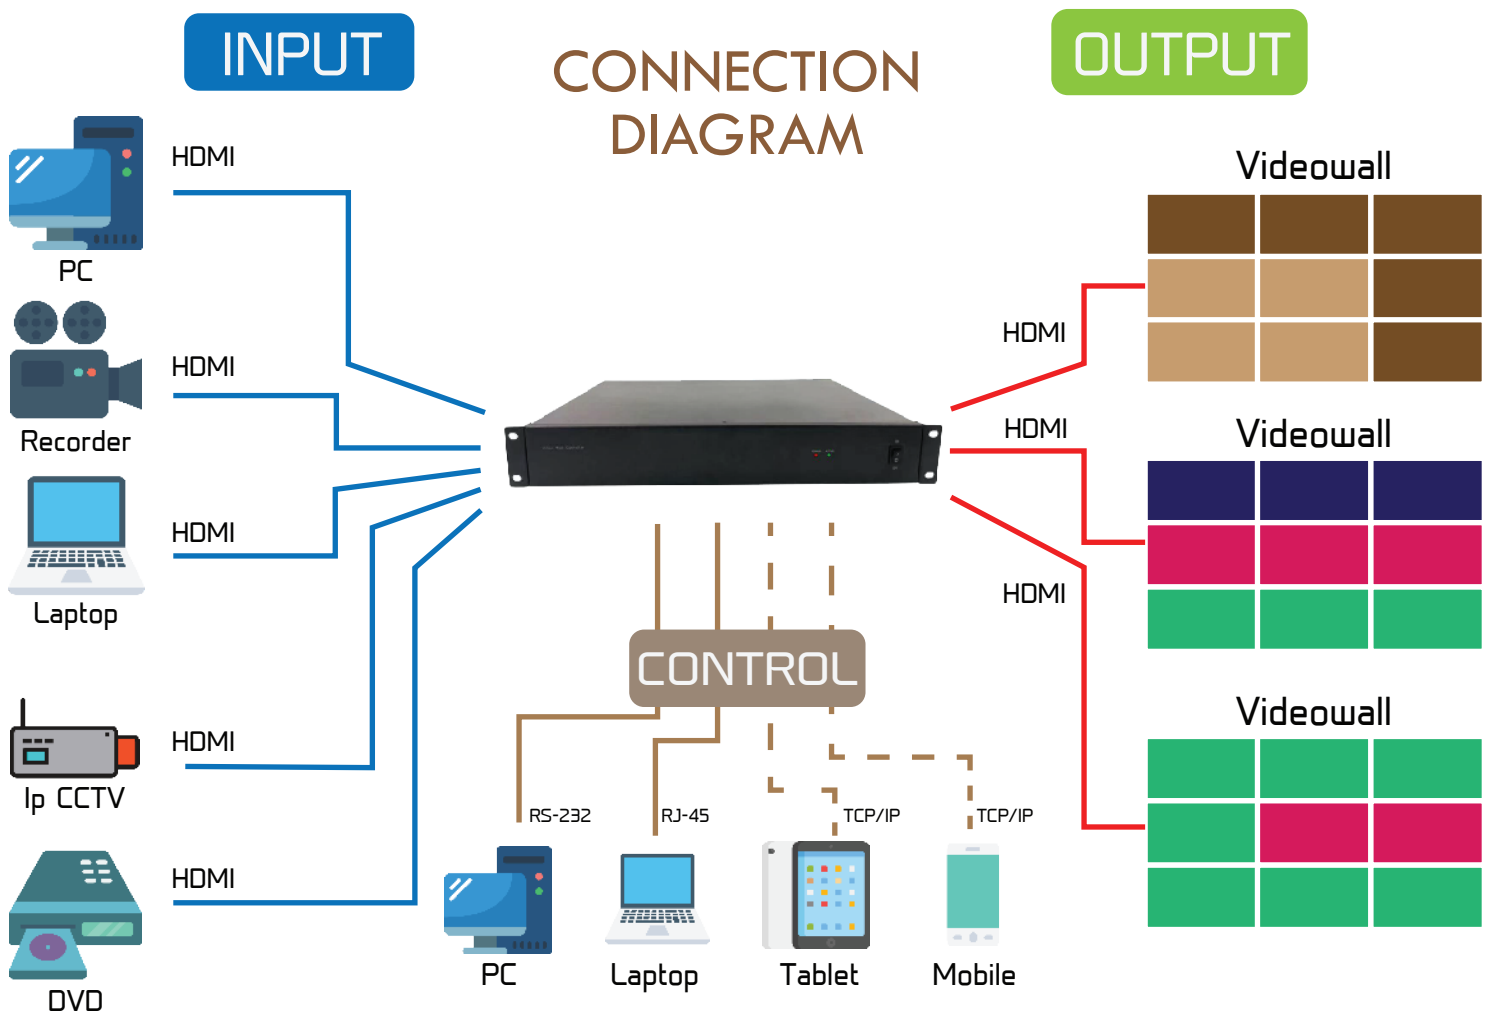 INPUT
CONNECTION
DIAGRAM
OUTPUT
HDMI
PC
HDMI
Recorder
HDMI
Laptop
HDMI
Ip CCTV
HDMI
DVD
CONTROL
RS-232
RJ-45
TCP/IP
TCP/IP
PC
Laptop
Tablet
Mobile
HDMI
HDMI
HDMI
Videowall
Videowall
Videowall